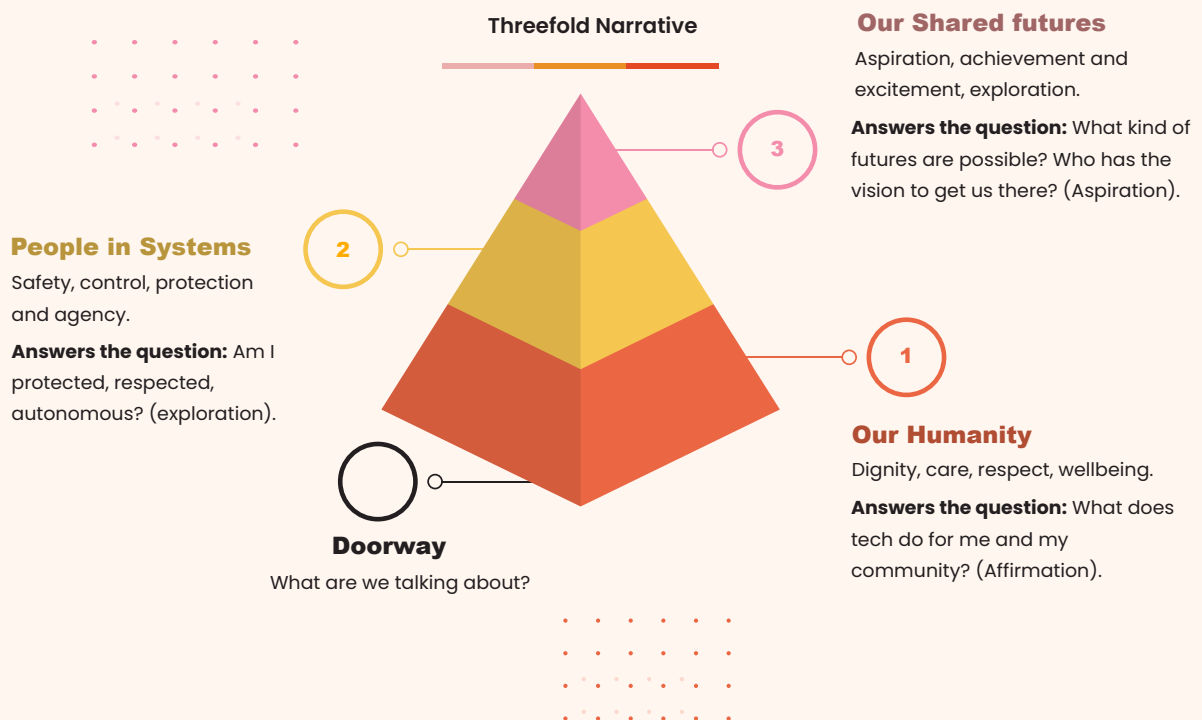 Threefold Narrative
3
Our Shared futures
Aspiration, achievement and
excitement, exploration.
Answers the question: What kind of
futures are possible? Who has the
vision to get us there? (Aspiration).
2
People in Systems
Safety, control, protection
and agency.
Answers the question: Am I
protected, respected,
autonomous? (exploration).
1
Our Humanity
Dignity, care, respect, wellbeing.
Answers the question: What does
tech do for me and my
community? (Affirmation).
Doorway
What are we talking about?